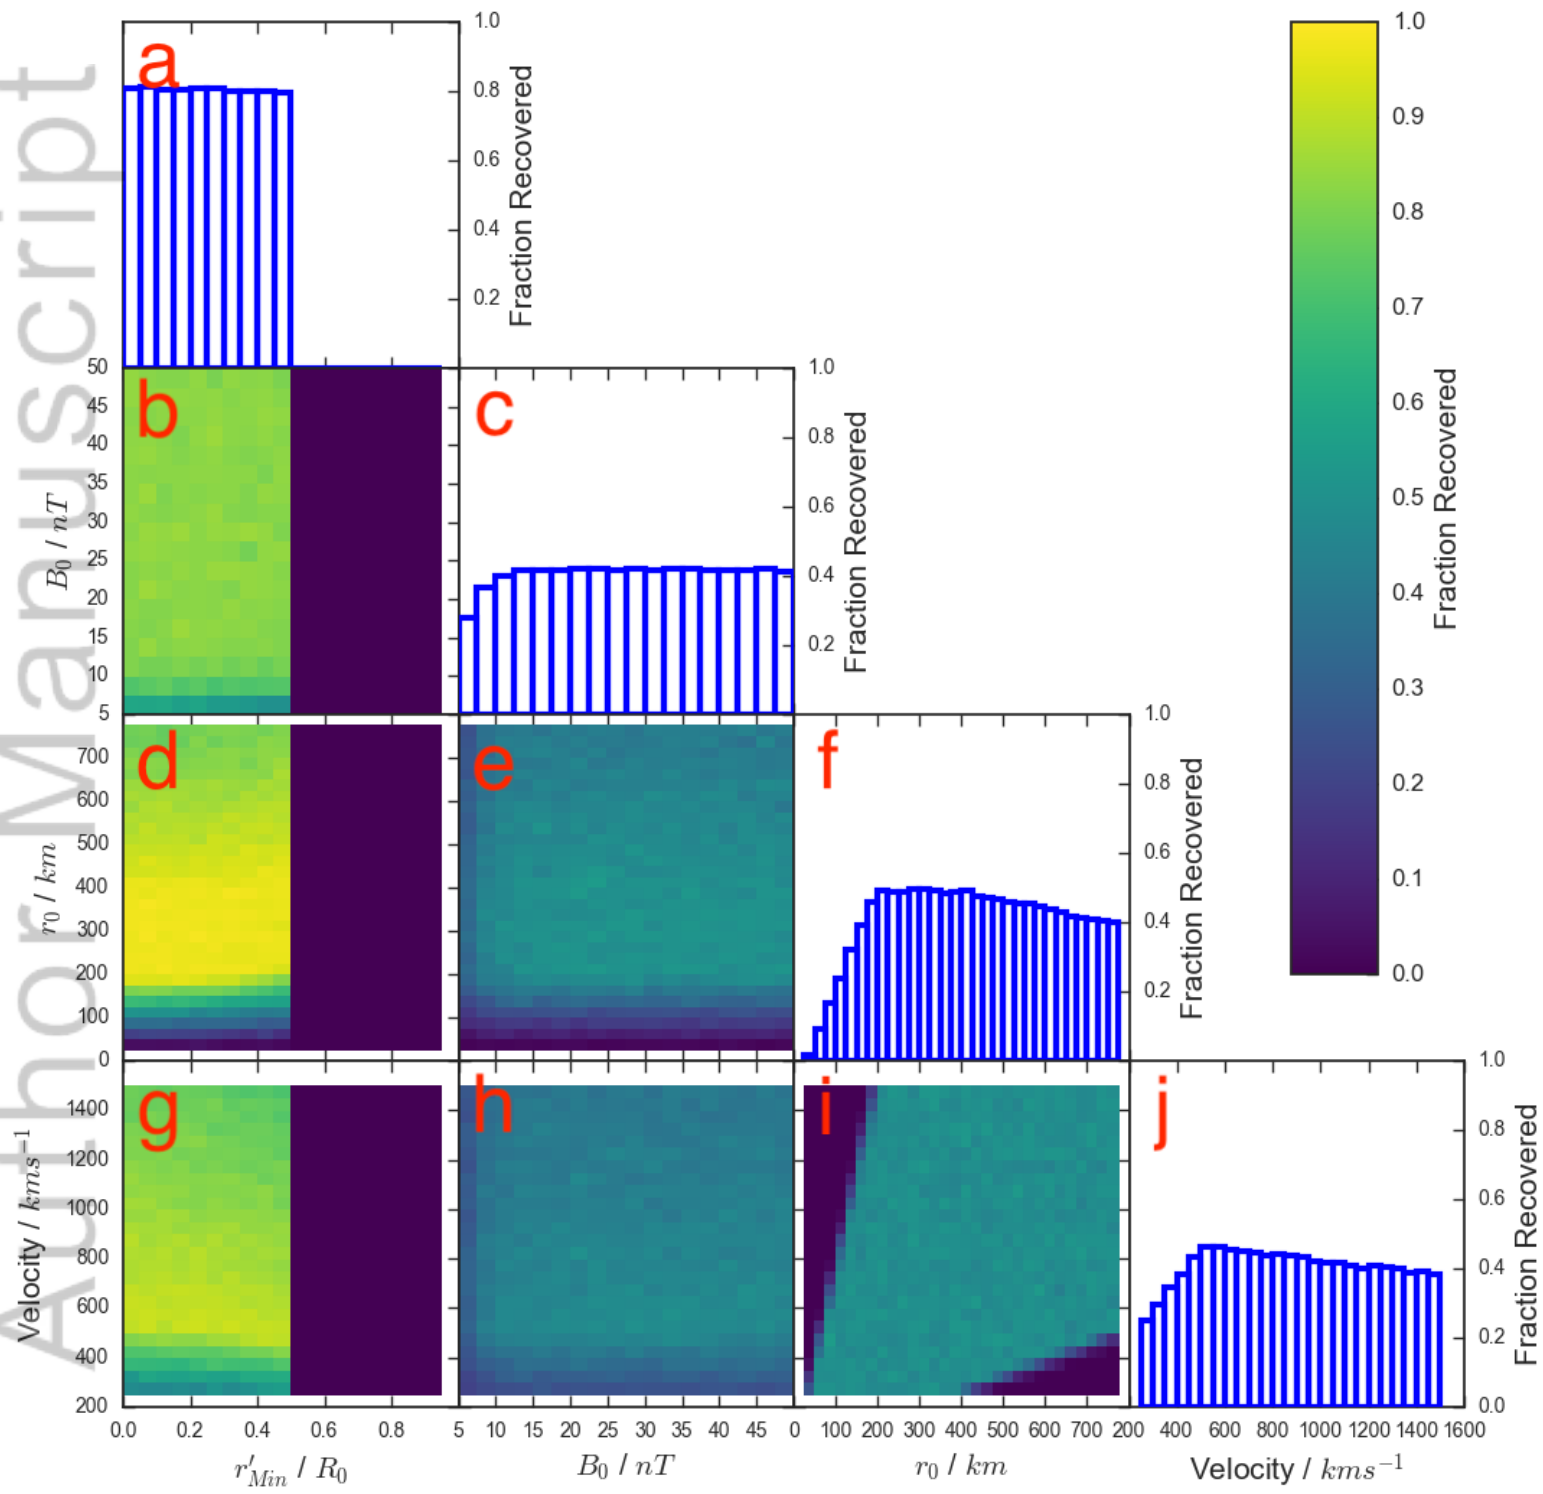 Author Manuscript
a
1.0
0.8
0.6
0.4
0.2
Fraction Recovered
b
50
45
40
35
30
25
20
15
10
5
B₀ / nT
c
1.0
0.8
0.6
0.4
0.2
Fraction Recovered
d
700
600
500
400
300
200
100
0
r₀ / km
e
f
1.0
0.8
0.6
0.4
0.2
Fraction Recovered
g
1400
1200
1000
800
600
400
200
Velocity / kms⁻¹
h
i
j
1.0
0.8
0.6
0.4
0.2
0.0
Fraction Recovered
0.0 0.2 0.4 0.6 0.8
r′Min / R₀
5 10 15 20 25 30 35 40 45
B₀ / nT
0 100 200 300 400 500 600 700
r₀ / km
200 400 600 800 1000 1200 1400 1600
Velocity / kms⁻¹
1.0
0.9
0.8
0.7
0.6
0.5
0.4
0.3
0.2
0.1
0.0
Fraction Recovered